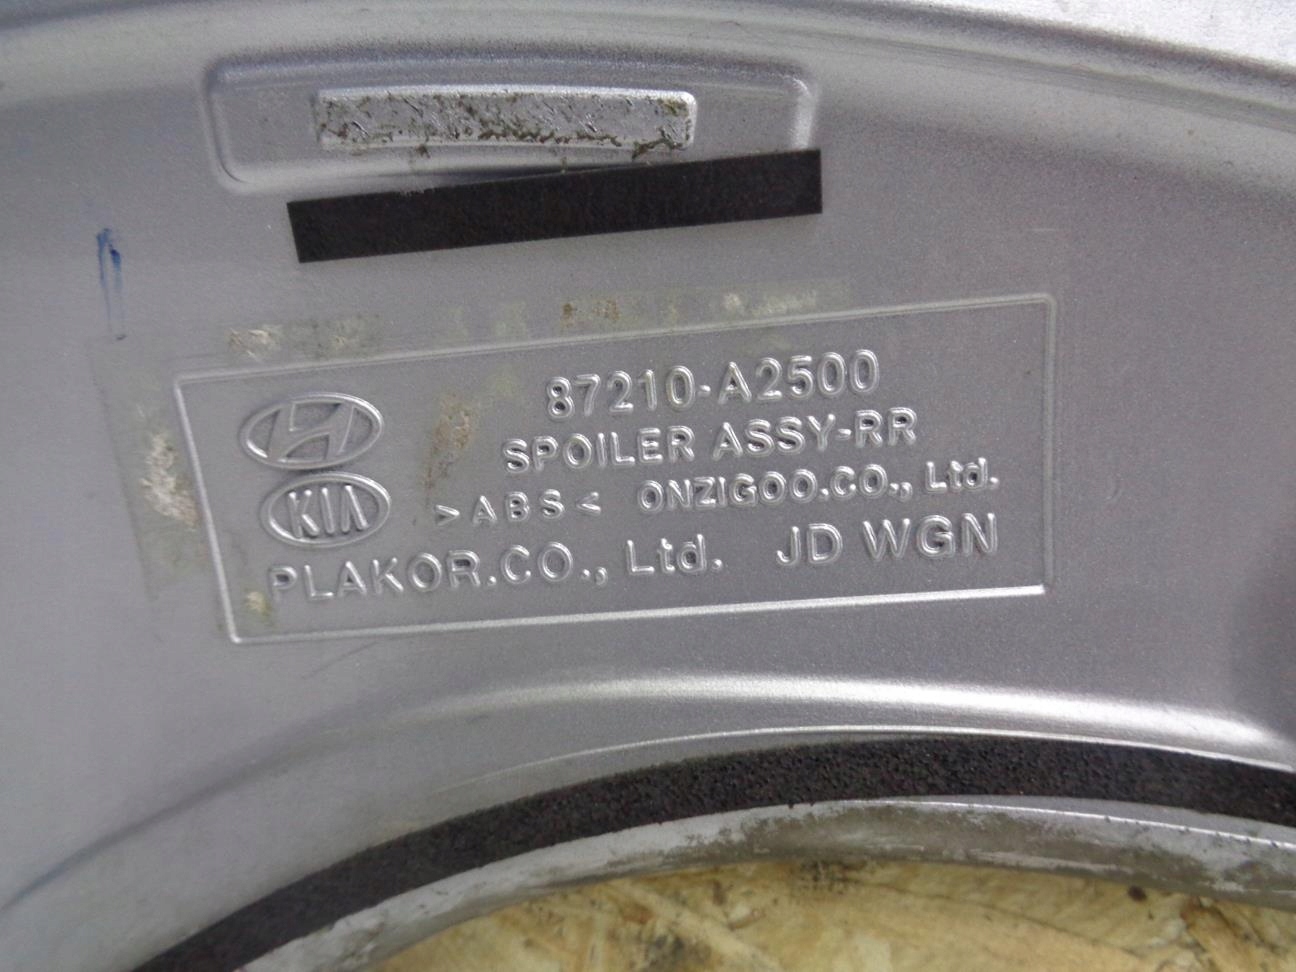 87210-A2500
SPOILER ASSY-RR
KIA
>ABS< ONZIGOO.CO., Ltd.
PLAKOR.CO., Ltd. JD WGN